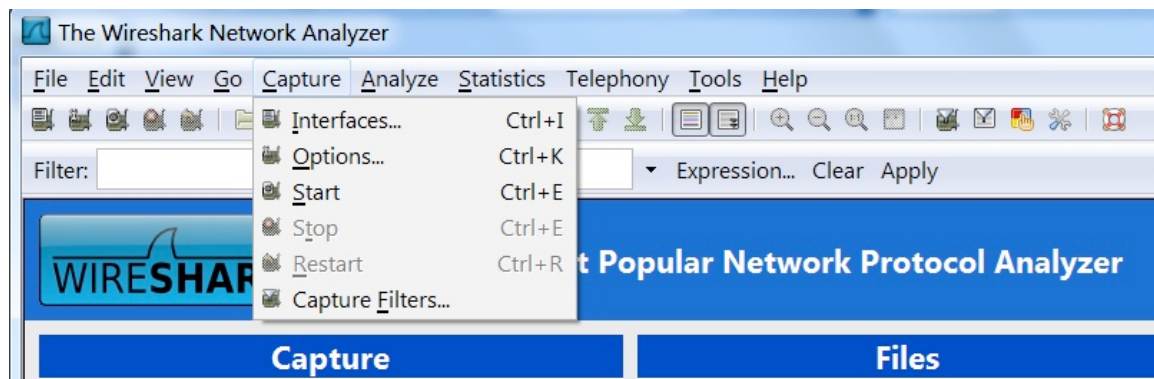 The Wireshark Network Analyzer
File Edit View Go Capture Analyze Statistics Telephony Tools Help
Interfaces... Ctrl+I
Options... Ctrl+K
Start Ctrl+E
Stop Ctrl+E
Restart Ctrl+R
Capture Filters...
Filter: Expression... Clear Apply
WIRESHAR t Popular Network Protocol Analyzer
Capture Files